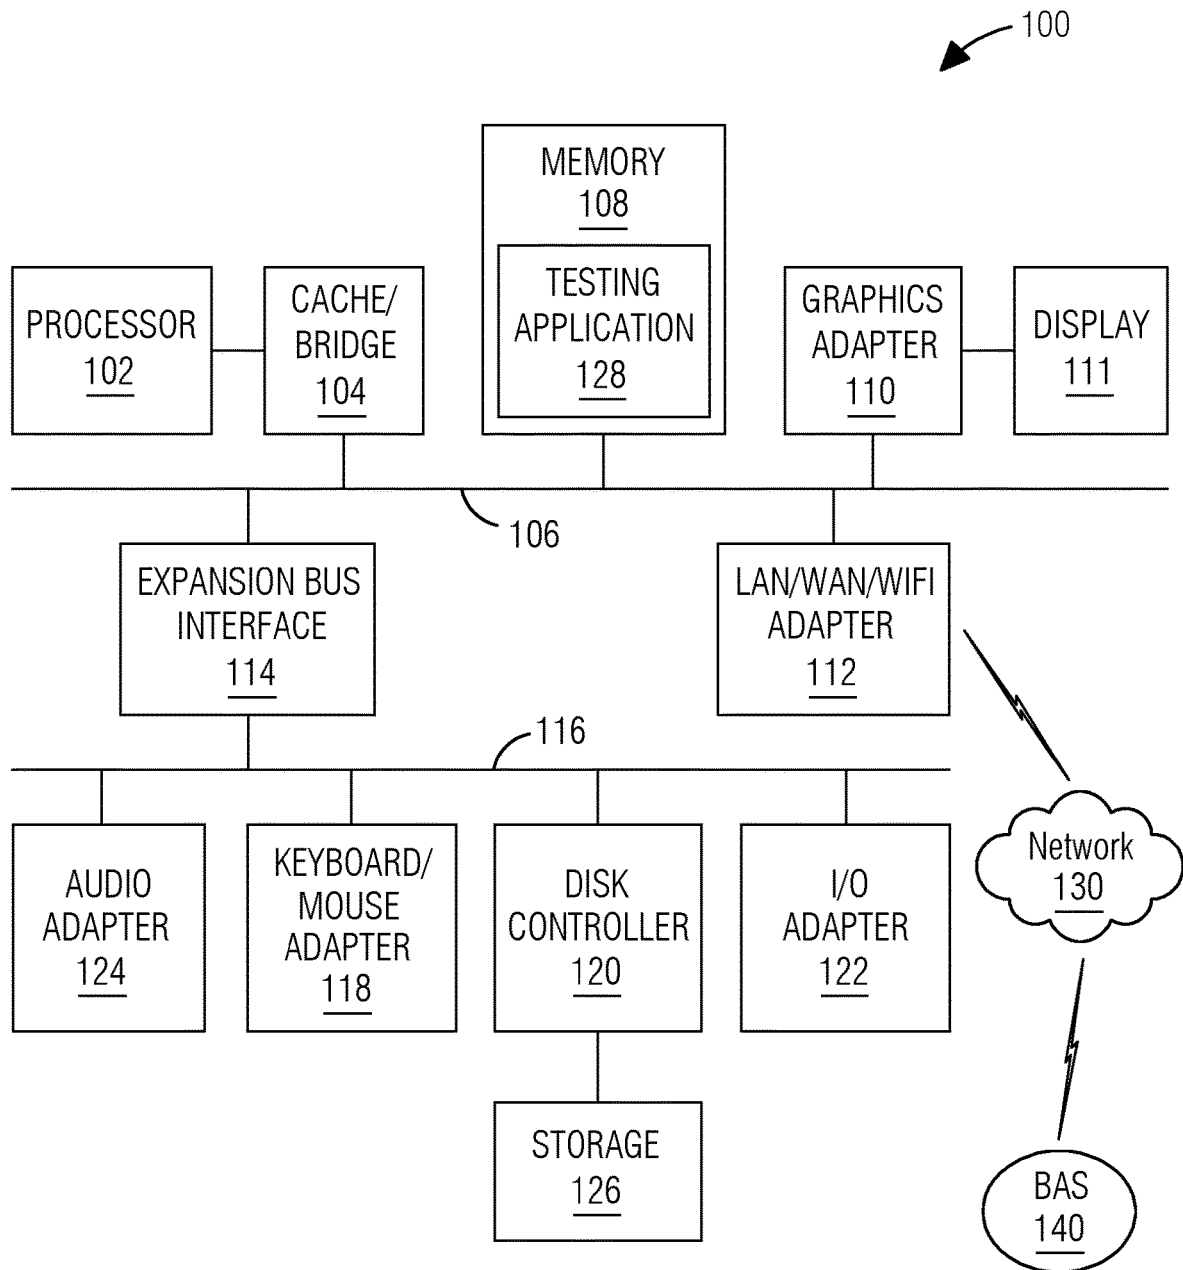 100
MEMORY
108
TESTING
APPLICATION
128
PROCESSOR
102
CACHE/
BRIDGE
104
GRAPHICS
ADAPTER
110
DISPLAY
111
106
EXPANSION BUS
INTERFACE
114
LAN/WAN/WIFI
ADAPTER
112
116
AUDIO
ADAPTER
124
KEYBOARD/
MOUSE
ADAPTER
118
DISK
CONTROLLER
120
I/O
ADAPTER
122
Network
130
STORAGE
126
BAS
140